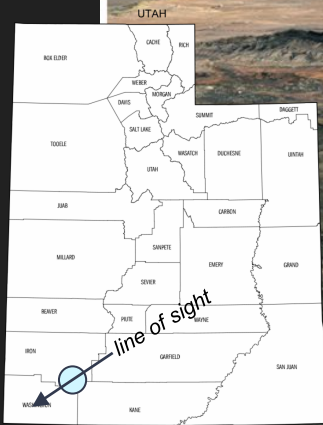 UTAH
CACHE
RICH
BOX ELDER
WEBER
MORGAN
DAVIS
DAGGETT
SUMMIT
SALT LAKE
TOOELE
WASATCH
DUCHESNE
UINTAH
UTAH
JUAB
CARBON
SANPETE
MILLARD
EMERY
GRAND
SEVIER
line of sight
BEAVER
PIUTE
WAYNE
IRON
GARFIELD
SAN JUAN
WASHINGTON
KANE